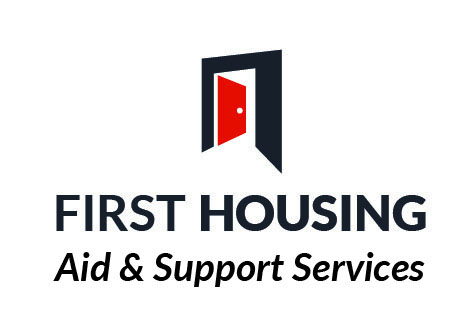 FIRST HOUSING
Aid & Support Services